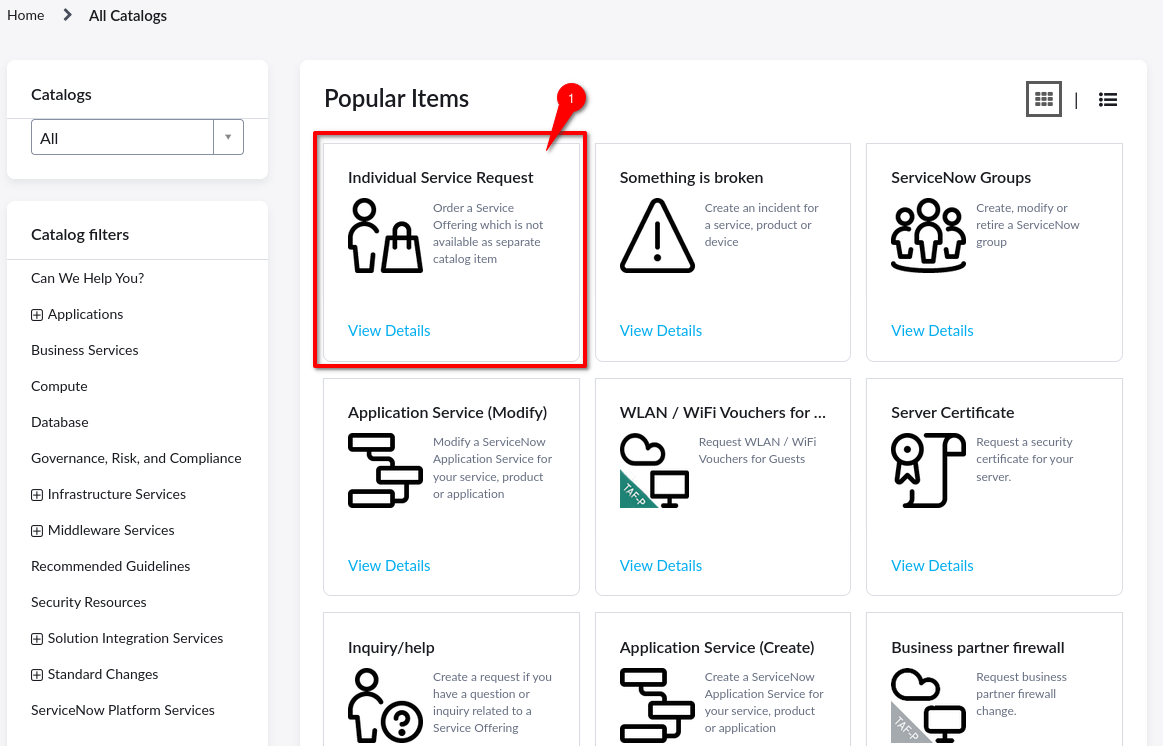 Home > All Catalogs
Catalogs
All
Catalog filters
Can We Help You?
Applications
Business Services
Compute
Database
Governance, Risk, and Compliance
Infrastructure Services
Middleware Services
Recommended Guidelines
Security Resources
Solution Integration Services
Standard Changes
ServiceNow Platform Services
Popular Items
|
1
Individual Service Request
Order a Service
Offering which is not
available as separate
catalog item
View Details
Something is broken
Create an incident for
a service, product or
device
View Details
ServiceNow Groups
Create, modify or
retire a ServiceNow
group
View Details
Application Service (Modify)
Modify a ServiceNow
Application Service for
your service, product
or application
View Details
WLAN / WiFi Vouchers for ...
Request WLAN / WiFi
Vouchers for Guests
TAF-P
View Details
Server Certificate
Request a security
certificate for your
server.
View Details
Inquiry/help
Create a request if you
have a question or
inquiry related to a
Service Offering
Application Service (Create)
Create a ServiceNow
Application Service for
your service, product
or application
Business partner firewall
Request business
partner firewall
change.
TAF-P